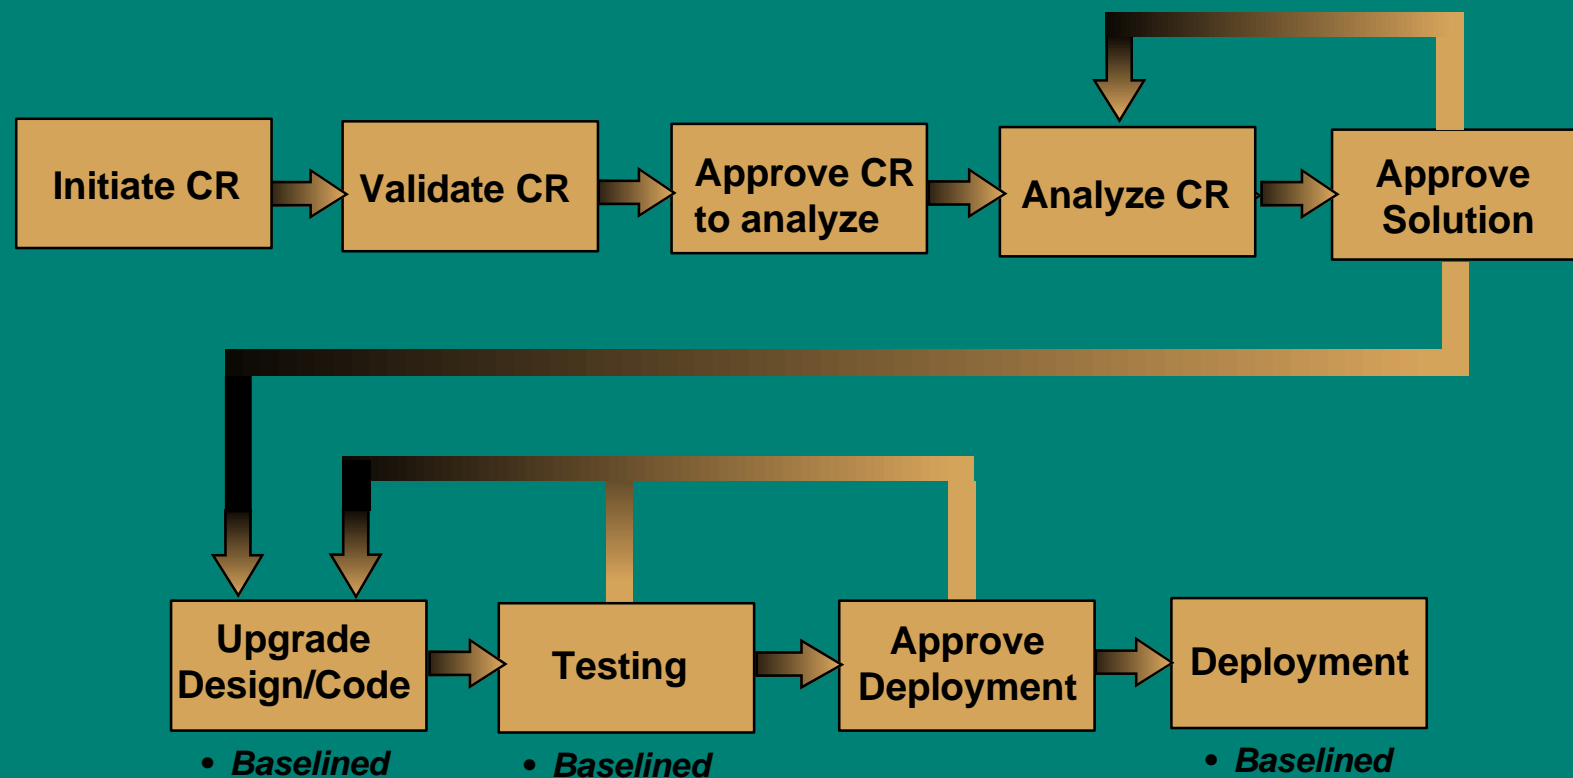 Initiate CR
Validate CR
Approve CR
to analyze
Analyze CR
Approve
Solution
Upgrade
Design/Code
Testing
Approve
Deployment
Deployment
• Baselined
• Baselined
• Baselined